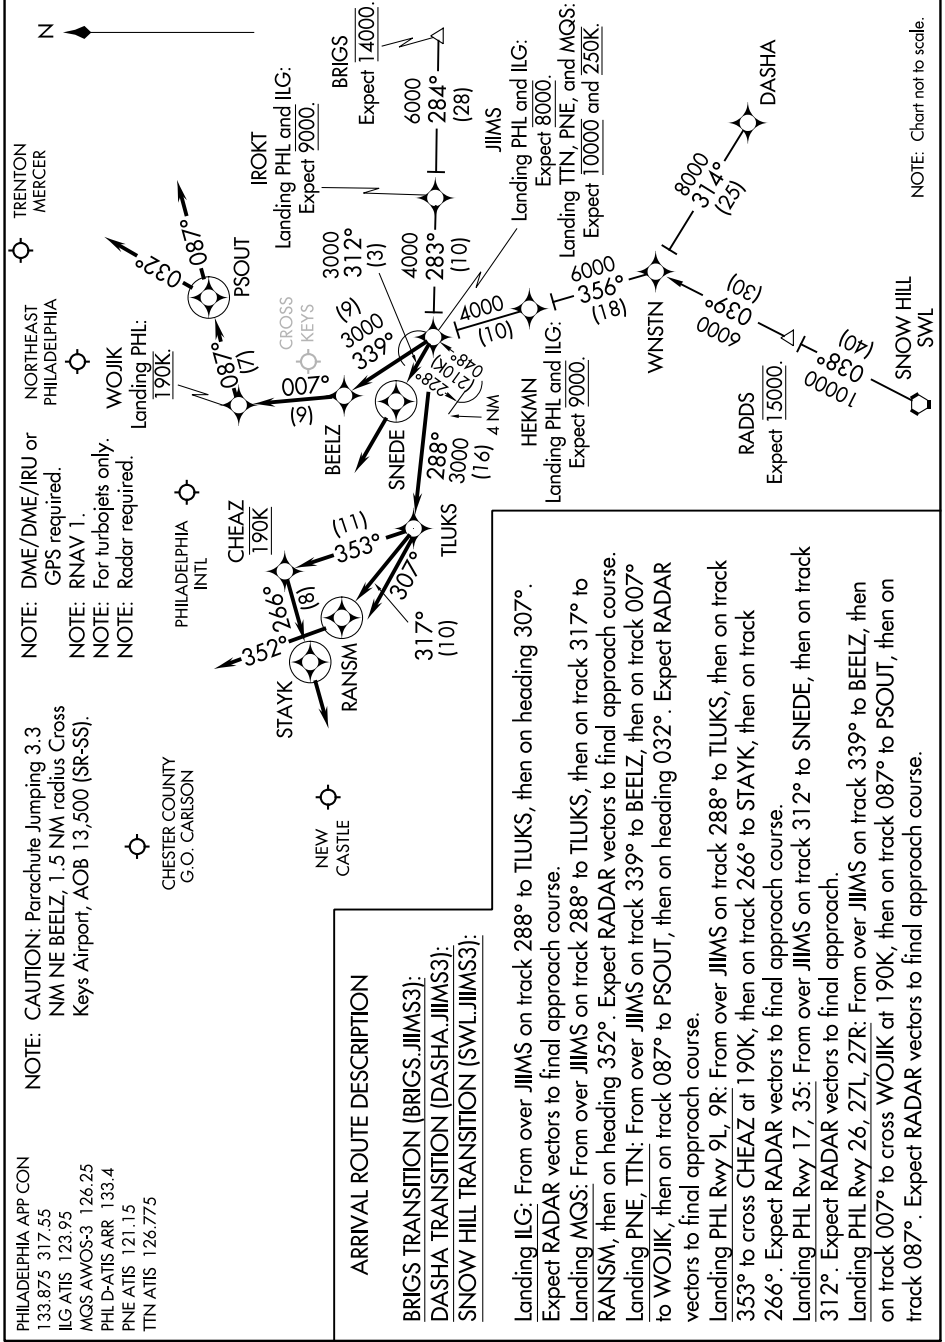 PHILADELPHIA APP CON
133.875 317.55
ILG ATIS 123.95
MQS AWOS-3 126.25
PHL D-ATIS ARR 133.4
PNE ATIS 121.15
TTN ATIS 126.775
NOTE: CAUTION: Parachute Jumping 3.3
NM NE BEELZ, 1.5 NM radius Cross
Keys Airport, AOB 13,500 (SR-SS).
NOTE: DME/DME/IRU or
GPS required.
NOTE: RNAV 1.
NOTE: For turbojets only.
NOTE: Radar required.
NORTHEAST
PHILADELPHIA
TRENTON
MERCER
N
CHESTER COUNTY
G.O. CARLSON
PHILADELPHIA
INTL
WOJIK
Landing PHL:
190K.
032°
087°
PSOUT
087°
(7)
NEW
CASTLE
STAYK
352°
266°
(8)
CHEAZ
190K
RANSM
317°
(10)
307°
353°
(11)
TLUKS
007°
(9)
BEELZ
CROSS
KEYS
SNEDE
339°
3000
(9)
3000
312°
(3)
288°
3000
(16)
4 NM
228°
(210K)
048°
IROKT
Landing PHL and ILG:
Expect 9000.
4000
283°
(10)
BRIGS
Expect 14000.
6000
284°
(28)
JIIMS
Landing PHL and ILG:
Expect 8000.
Landing TTN, PNE, and MQS:
Expect 10000 and 250K.
4000
(10)
HEKMN
Landing PHL and ILG:
Expect 9000.
6000
356°
(18)
WNSTN
8000
314°
(25)
DASHA
6000
039°
(30)
RADDS
Expect 15000.
10000
038°
(40)
SNOW HILL
SWL
NOTE: Chart not to scale.
ARRIVAL ROUTE DESCRIPTION
BRIGS TRANSITION (BRIGS.JIIMS3):
DASHA TRANSITION (DASHA.JIIMS3):
SNOW HILL TRANSITION (SWL.JIIMS3):
Landing ILG: From over JIIMS on track 288° to TLUKS, then on heading 307°.
Expect RADAR vectors to final approach course.
Landing MQS: From over JIIMS on track 288° to TLUKS, then on track 317° to
RANSM, then on heading 352°. Expect RADAR vectors to final approach course.
Landing PNE, TTN: From over JIIMS on track 339° to BEELZ, then on track 007°
to WOJIK, then on track 087° to PSOUT, then on heading 032°. Expect RADAR
vectors to final approach course.
Landing PHL Rwy 9L, 9R: From over JIIMS on track 288° to TLUKS, then on track
353° to cross CHEAZ at 190K, then on track 266° to STAYK, then on track
266°. Expect RADAR vectors to final approach course.
Landing PHL Rwy 17, 35: From over JIIMS on track 312° to SNEDE, then on track
312°. Expect RADAR vectors to final approach.
Landing PHL Rwy 26, 27L, 27R: From over JIIMS on track 339° to BEELZ, then
on track 007° to cross WOJIK at 190K, then on track 087° to PSOUT, then on
track 087°. Expect RADAR vectors to final approach course.